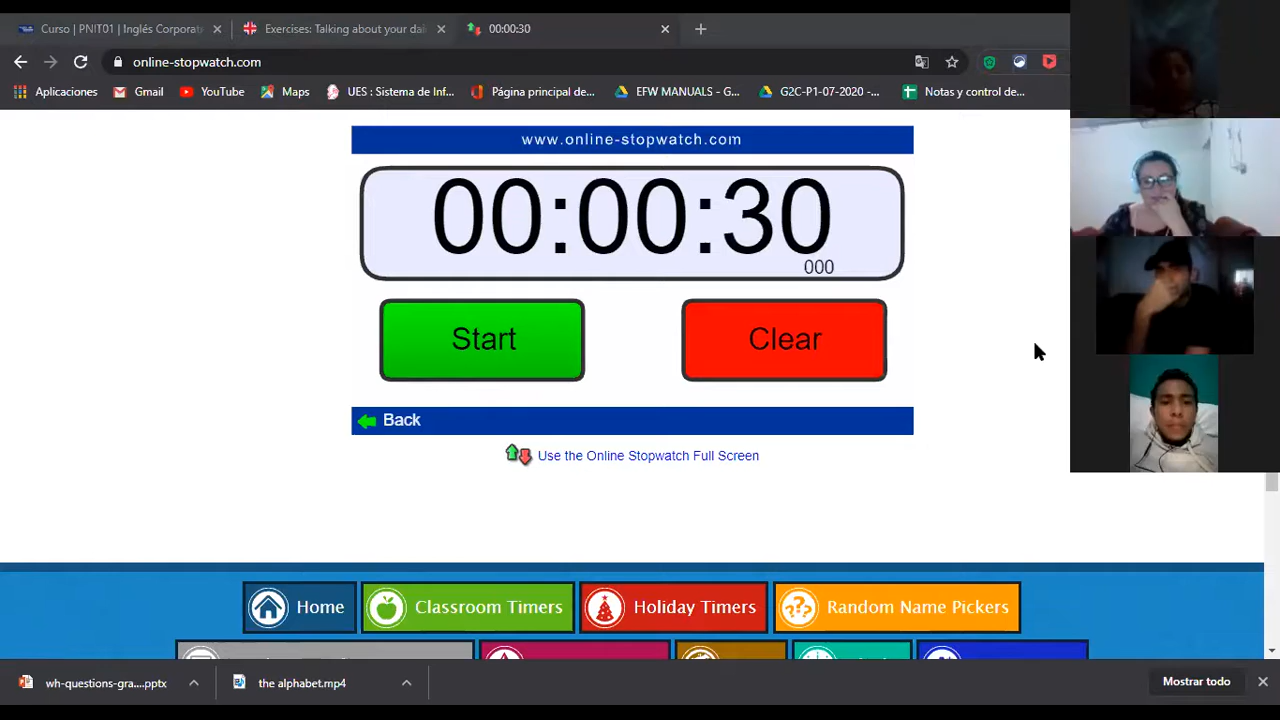 Curso | PNIT01 | Inglés Corporat
Exercises: Talking about your dai
00:00:30
online-stopwatch.com
Aplicaciones
Gmail
YouTube
Maps
UES : Sistema de Inf...
Página principal de...
EFW MANUALS - G...
G2C-P1-07-2020 -...
Notas y control de...
www.online-stopwatch.com
00:00:30
000
Start
Clear
Back
Use the Online Stopwatch Full Screen
Home
Classroom Timers
Holiday Timers
Random Name Pickers
wh-questions-gra....pptx
the alphabet.mp4
Mostrar todo